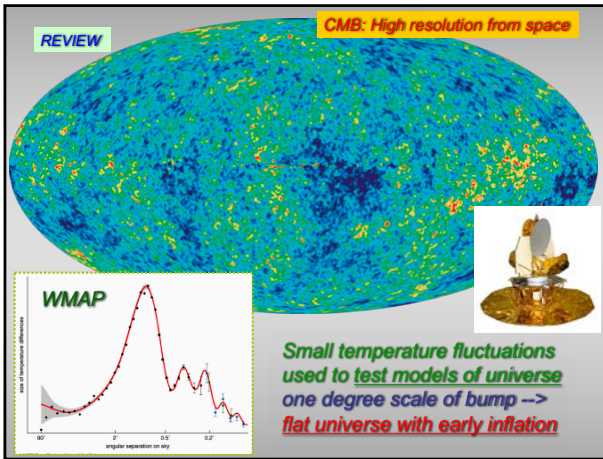 REVIEW
CMB: High resolution from space
WMAP
size of temperature differences
90˚
2˚
0.5˚
0.2˚
angular separation on sky
Small temperature fluctuations
used to test models of universe
one degree scale of bump -->
flat universe with early inflation